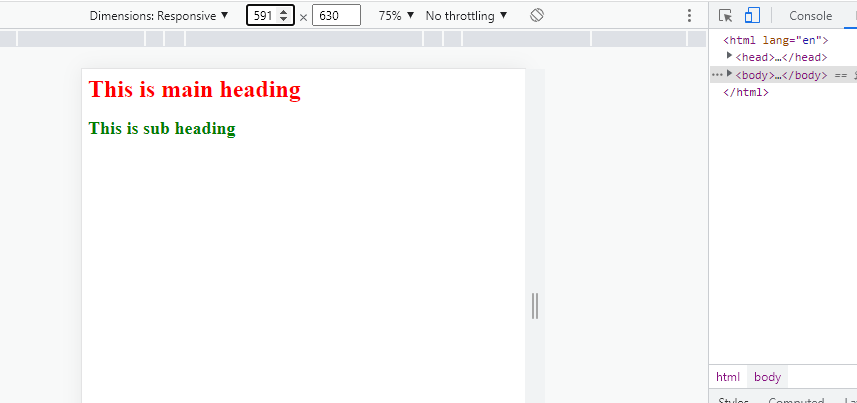 Dimensions: Responsive ▼ 591 × 630 75% ▼ No throttling ▼ Console
This is main heading
This is sub heading
<html lang="en">
<head>…</head>
<body>…</body> ==
</html>
html body
Styles Computed